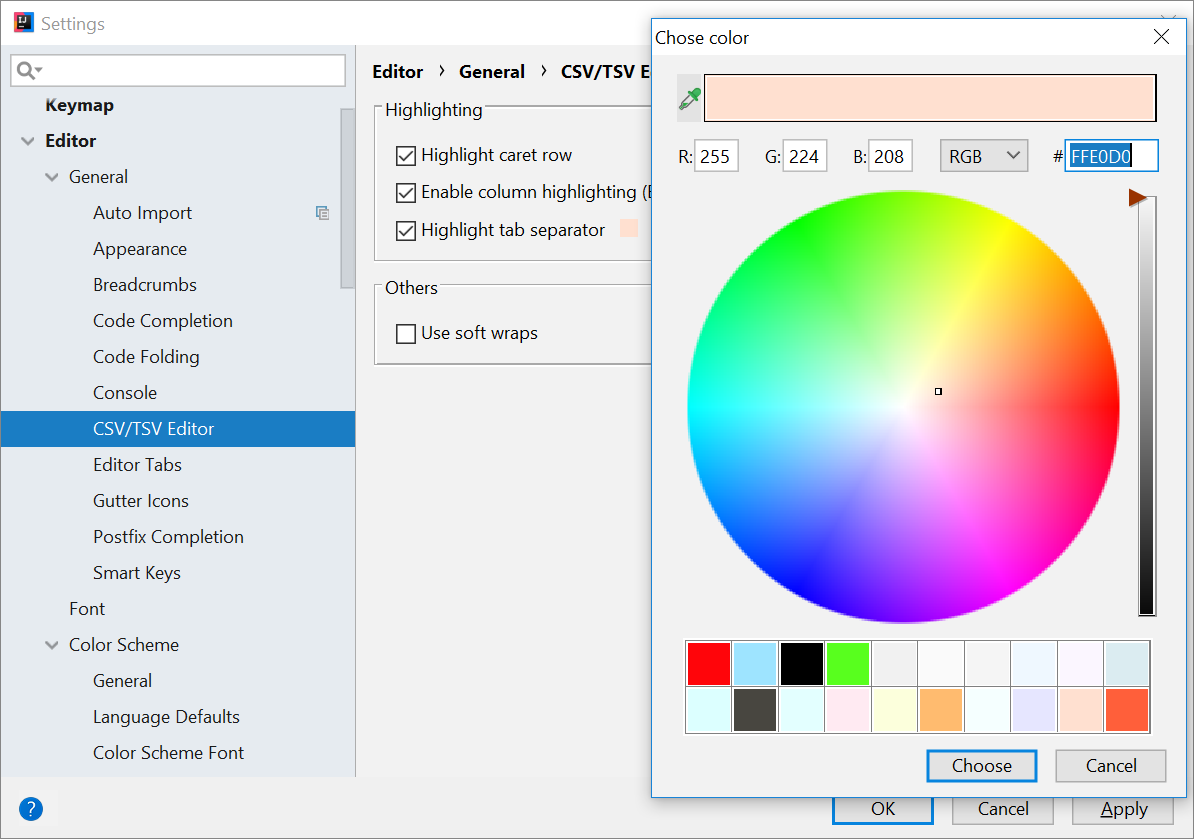 Settings
Keymap
Editor
General
Auto Import
Appearance
Breadcrumbs
Code Completion
Code Folding
Console
CSV/TSV Editor
Editor Tabs
Gutter Icons
Postfix Completion
Smart Keys
Font
Color Scheme
General
Language Defaults
Color Scheme Font
?
Editor › General › CSV/TSV E
Highlighting
Highlight caret row
Enable column highlighting (
Highlight tab separator
Others
Use soft wraps
Chose color
R: 255 G: 224 B: 208 RGB # FFE0D0
Choose Cancel
OK Cancel Apply